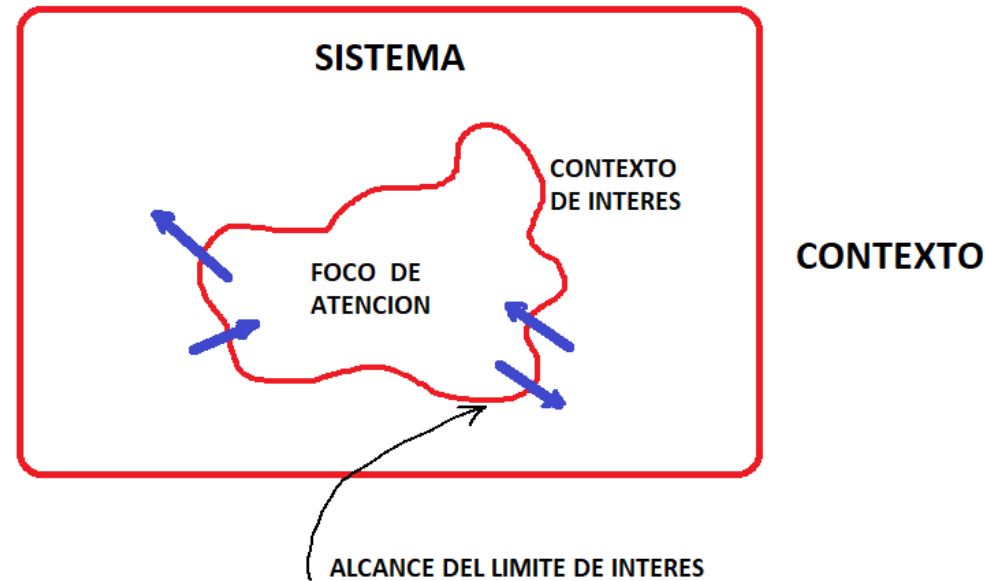 SISTEMA
CONTEXTO
DE INTERES
CONTEXTO
FOCO DE
ATENCION
ALCANCE DEL LIMITE DE INTERES